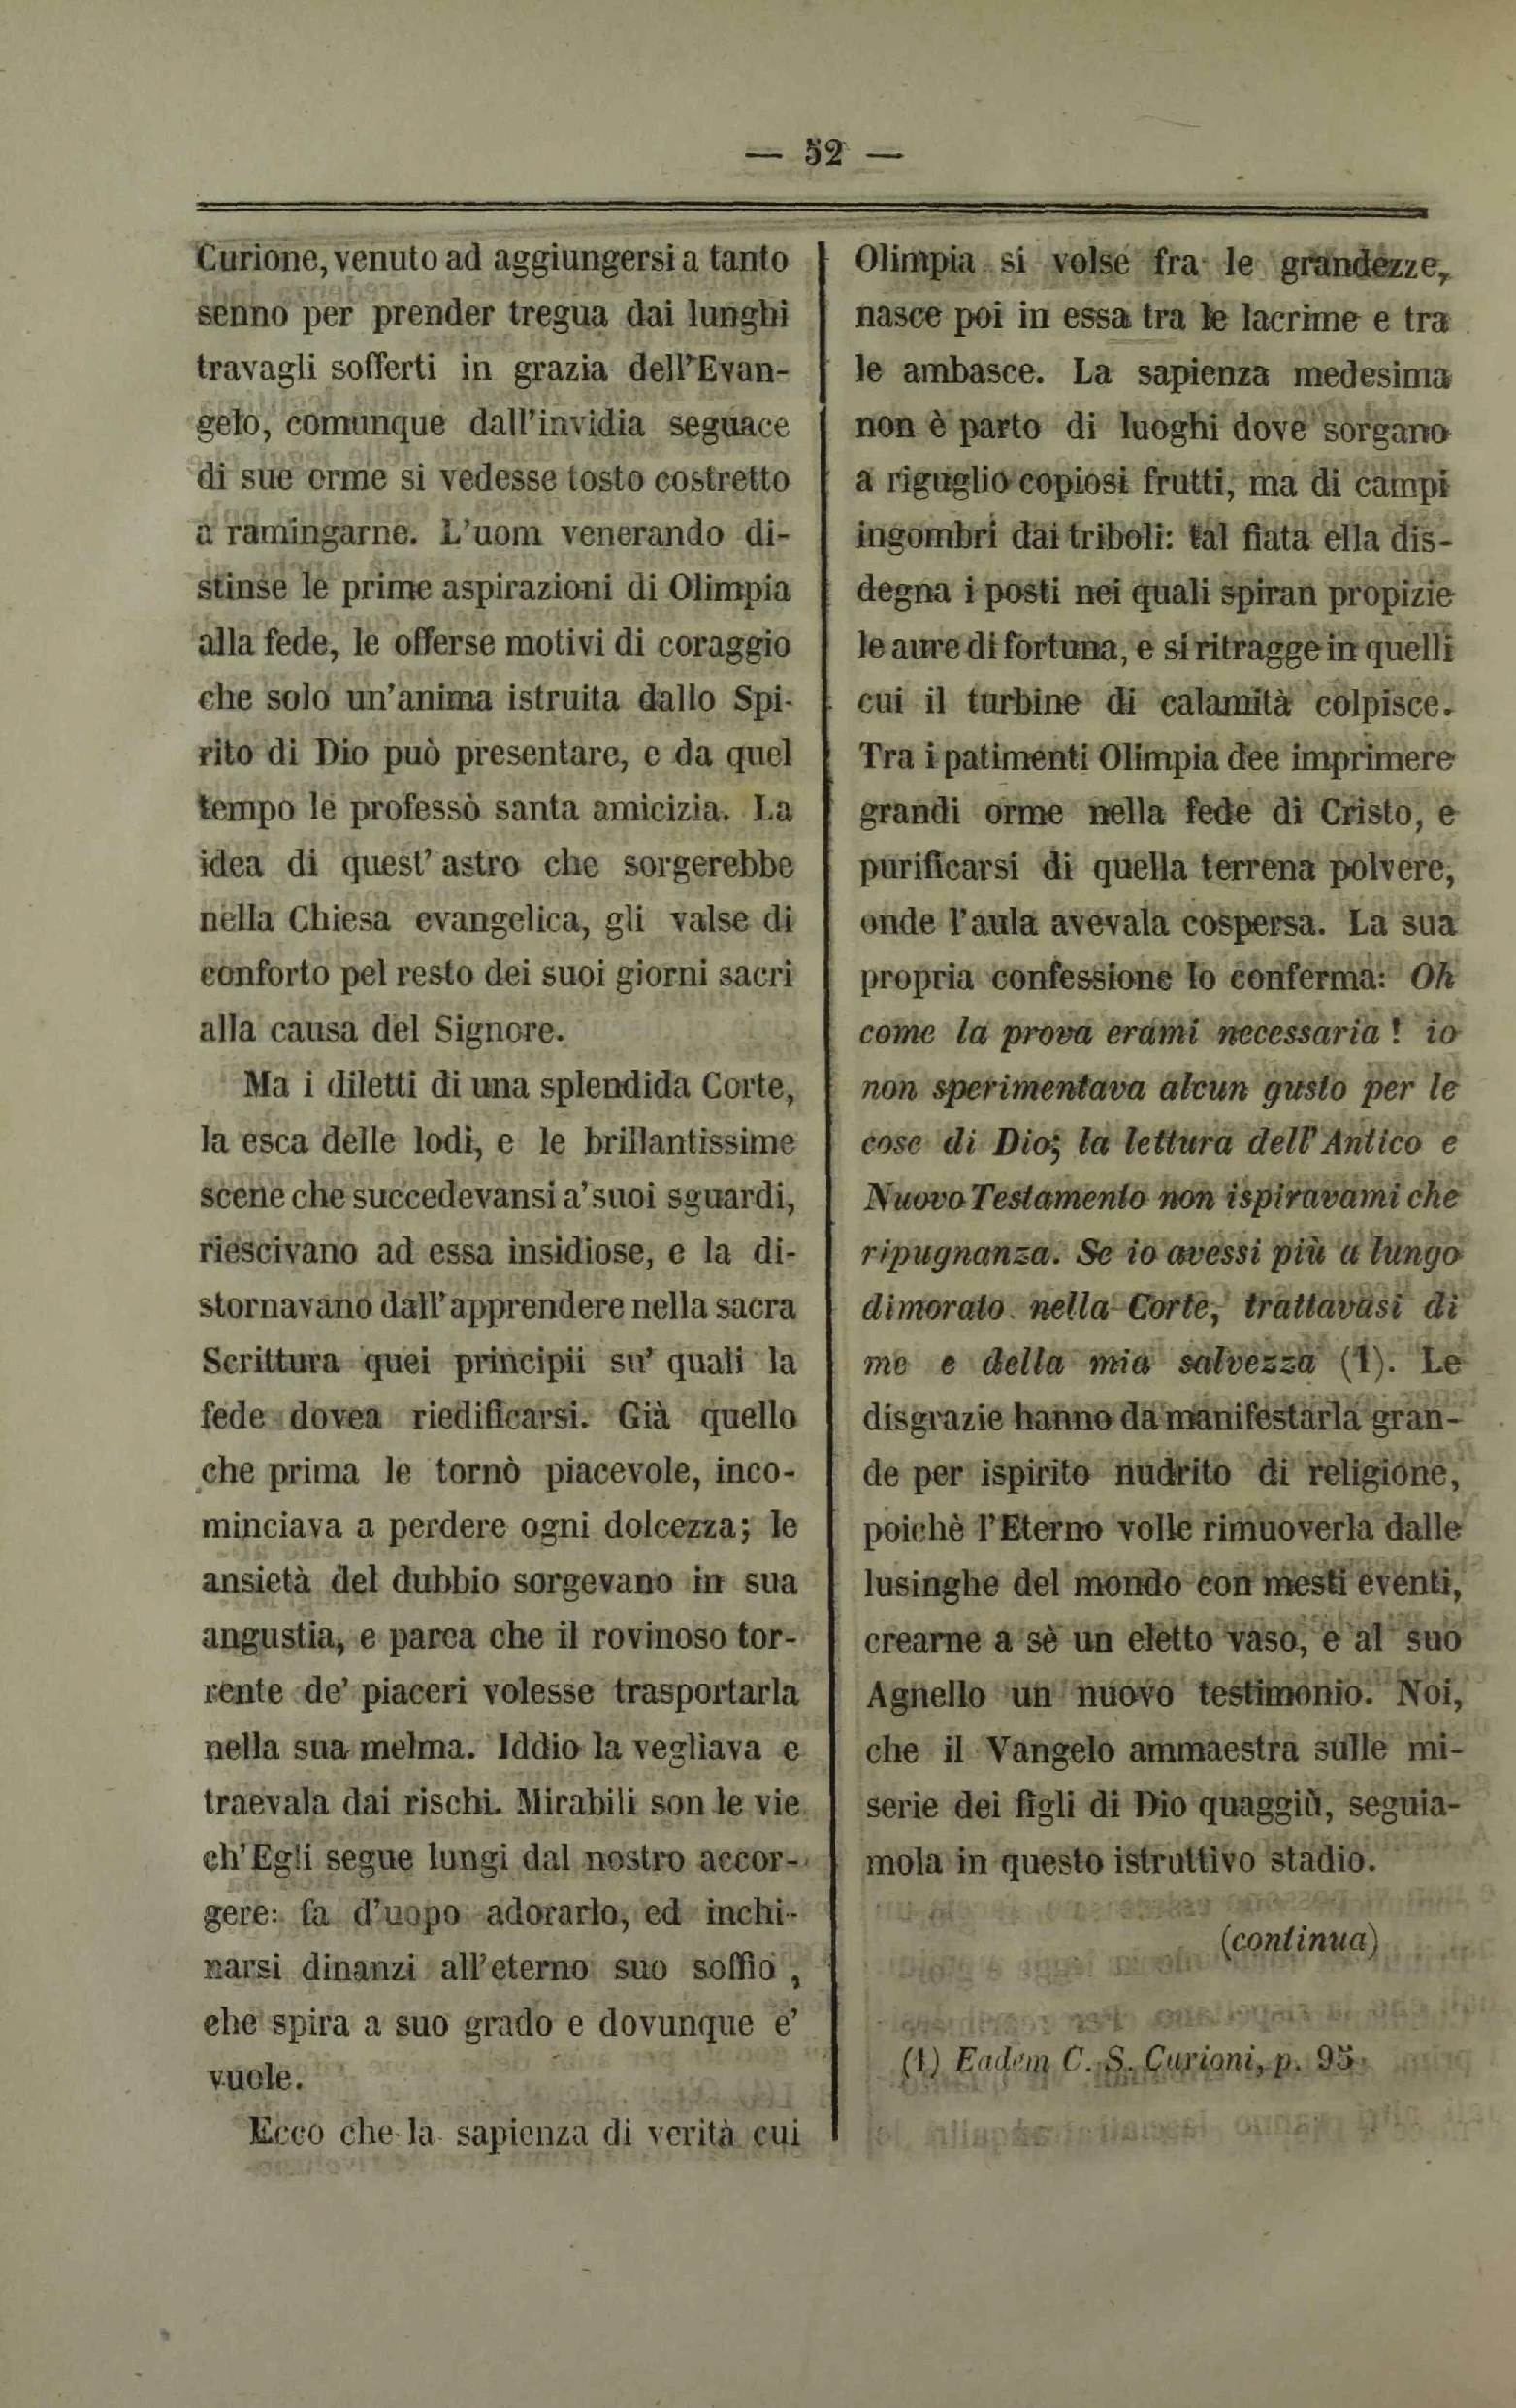 — 52 —
Curione, venuto ad aggiungersi a tanto
senno per prender tregua dai lunghi
travagli sofferti in grazia dell'Evan-
gelo, comunque dall'invidia seguace
di sue orme si vedesse tosto costretto
a ramingarne. L'uom venerando di-
stinse le prime aspirazioni di Olimpia
alla fede, le offerse motivi di coraggio
che solo un'anima istruita dallo Spi-
rito di Dio può presentare, e da quel
tempo le professò santa amicizia. La
idea di quest' astro che sorgerebbe
nella Chiesa evangelica, gli valse di
conforto pel resto dei suoi giorni sacri
alla causa del Signore.
Ma i diletti di una splendida Corte,
la esca delle lodi, e le brillantissime
scene che succedevansi a' suoi sguardi,
riescivano ad essa insidiose, e la di-
stornavano dall' apprendere nella sacra
Scrittura quei principii su' quali la
fede dovea riedificarsi. Già quello
che prima le tornò piacevole, inco-
minciava a perdere ogni dolcezza; le
ansietà del dubbio sorgevano in sua
angustia, e parea che il rovinoso tor-
rente de' piaceri volesse trasportarla
nella sua melma. Iddio la vegliava e
traevala dai rischi. Mirabili son le vie
ch' Egli segue lungi dal nostro accor-
gere: fa d'uopo adorarlo, ed inchi-
narsi dinanzi all'eterno suo soffio ,
che spira a suo grado e dovunque e'
vuole.
Ecco che la sapienza di verità cui
Olimpia si volse fra le grandezze,
nasce poi in essa tra le lacrime e tra
le ambasce. La sapienza medesima
non è parto di luoghi dove sorgano
a riguglio copiosi frutti, ma di campi
ingombri dai triboli: tal fiata ella dis-
degna i posti nei quali spiran propizie
le aure di fortuna, e si ritragge in quelli
cui il turbine di calamità colpisce.
Tra i patimenti Olimpia dee imprimere
grandi orme nella fede di Cristo, e
purificarsi di quella terrena polvere,
onde l'aula avevala cospersa. La sua
propria confessione lo conferma: Oh
come la prova erami necessaria ! io
non sperimentava alcun gusto per le
cose di Dio; la lettura dell' Antico e
Nuovo Testamento non ispiravami che
ripugnanza. Se io avessi più a lungo
dimorato nella Corte, trattavasi di
me e della mia salvezza (1). Le
disgrazie hanno da manifestarla gran-
de per ispirito nudrito di religione,
poichè l'Eterno volle rimuoverla dalle
lusinghe del mondo con mesti eventi,
crearne a sè un eletto vaso, e al suo
Agnello un nuovo testimonio. Noi,
che il Vangelo ammaestra sulle mi-
serie dei figli di Dio quaggiù, seguia-
mola in questo istruttivo stadio.
(continua)
(1) Eadem C. S. Curioni, p. 95